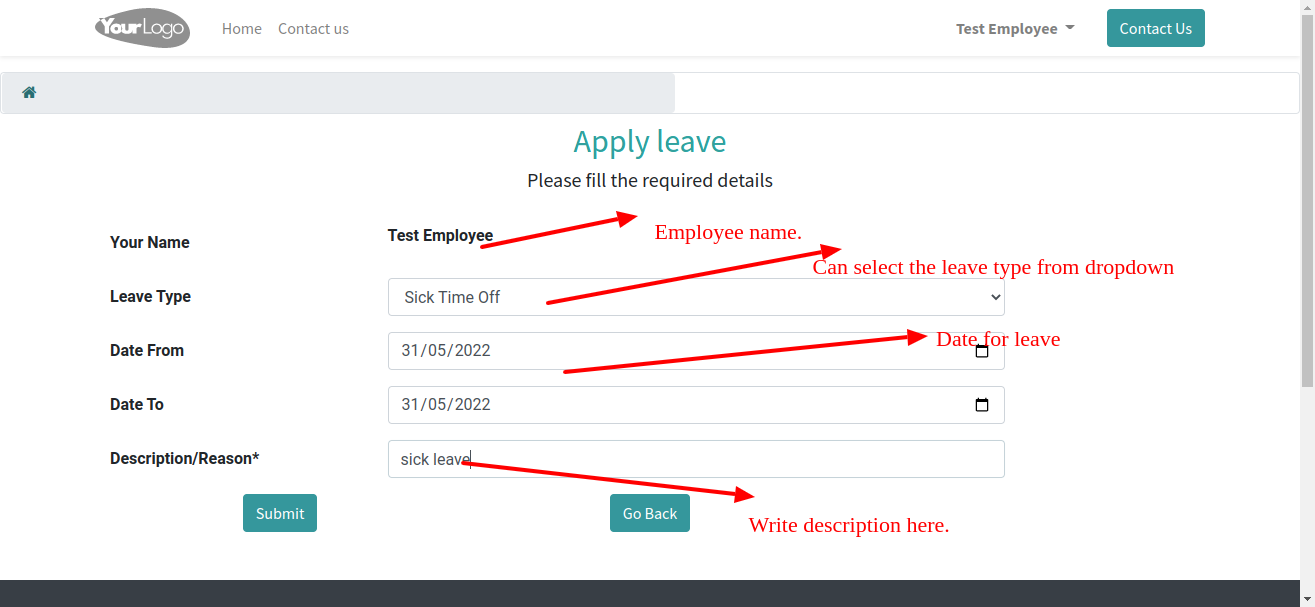 YourLogo Home Contact us Test Employee Contact Us
Apply leave
Please fill the required details
Your Name Test Employee Employee name.
Can select the leave type from dropdown
Leave Type Sick Time Off
Date From 31/05/2022 Date for leave
Date To 31/05/2022
Description/Reason* sick leave
Submit Go Back
Write description here.